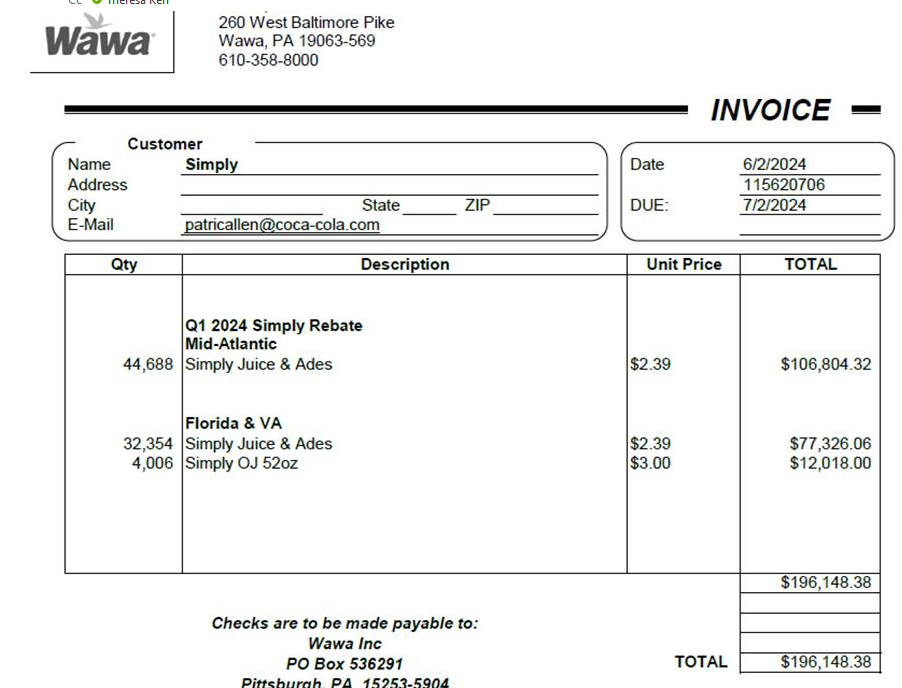 Cc Theresa Ken
Wawa
260 West Baltimore Pike
Wawa, PA 19063-569
610-358-8000
INVOICE
Customer
Name Simply
Address
City State ZIP
E-Mail patricallen@coca-cola.com
Date 6/2/2024
115620706
DUE: 7/2/2024
Qty Description Unit Price TOTAL
Q1 2024 Simply Rebate
Mid-Atlantic
44,688 Simply Juice & Ades $2.39 $106,804.32
Florida & VA
32,354 Simply Juice & Ades $2.39 $77,326.06
4,006 Simply OJ 52oz $3.00 $12,018.00
$196,148.38
Checks are to be made payable to:
Wawa Inc
PO Box 536291
TOTAL $196,148.38
Pittsburgh, PA 15253-5904